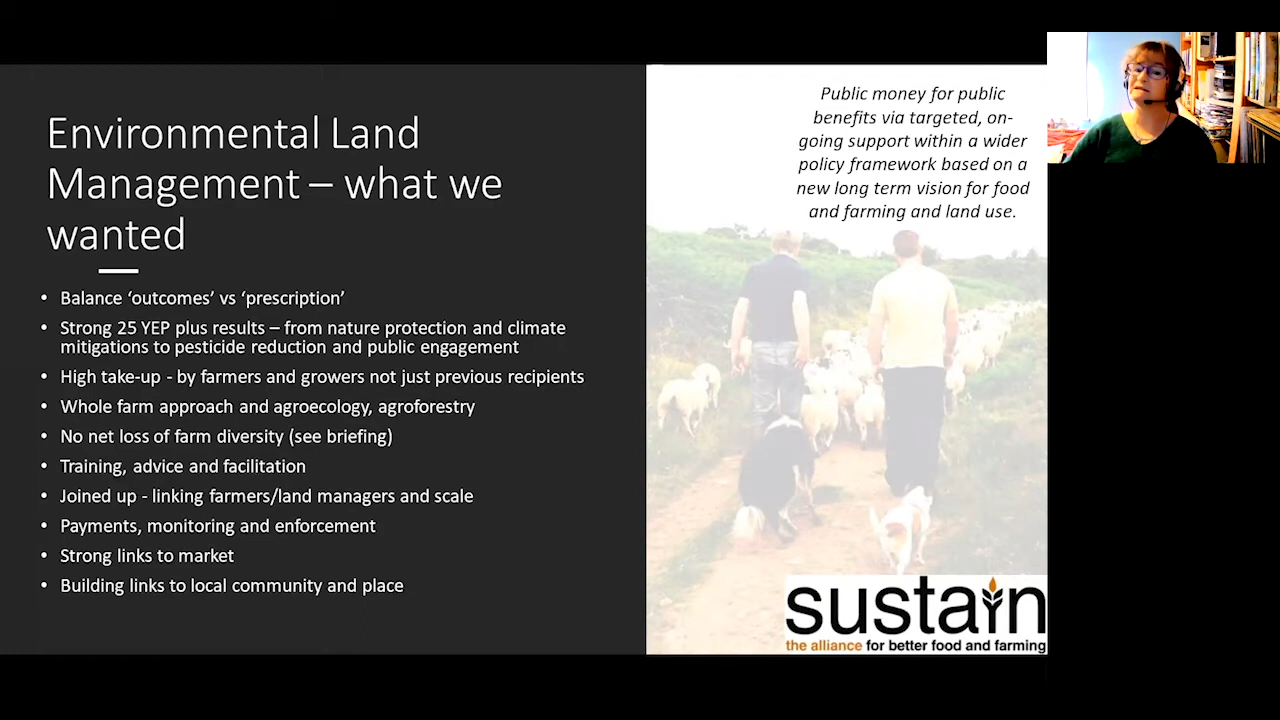 Environmental Land
Management – what we
wanted
• Balance ‘outcomes’ vs ‘prescription’
• Strong 25 YEP plus results – from nature protection and climate
mitigations to pesticide reduction and public engagement
• High take-up - by farmers and growers not just previous recipients
• Whole farm approach and agroecology, agroforestry
• No net loss of farm diversity (see briefing)
• Training, advice and facilitation
• Joined up - linking farmers/land managers and scale
• Payments, monitoring and enforcement
• Strong links to market
• Building links to local community and place
Public money for public
benefits via targeted, on-
going support within a wider
policy framework based on a
new long term vision for food
and farming and land use.
sustain
the alliance for better food and farming